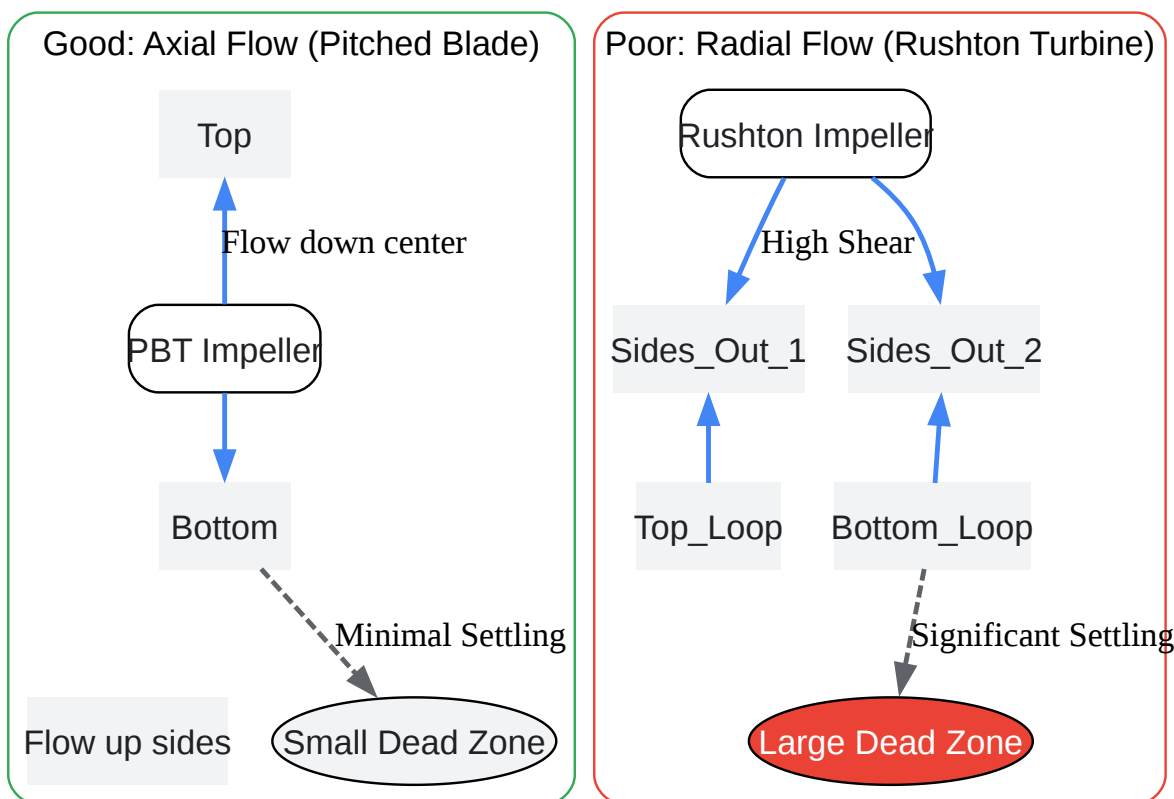 Good: Axial Flow (Pitched Blade)
Top
Flow down center
PBT Impeller
Bottom
Minimal Settling
Flow up sides
Small Dead Zone
Poor: Radial Flow (Rushton Turbine)
Rushton Impeller
High Shear
Sides_Out_1
Sides_Out_2
Top_Loop
Bottom_Loop
Significant Settling
Large Dead Zone